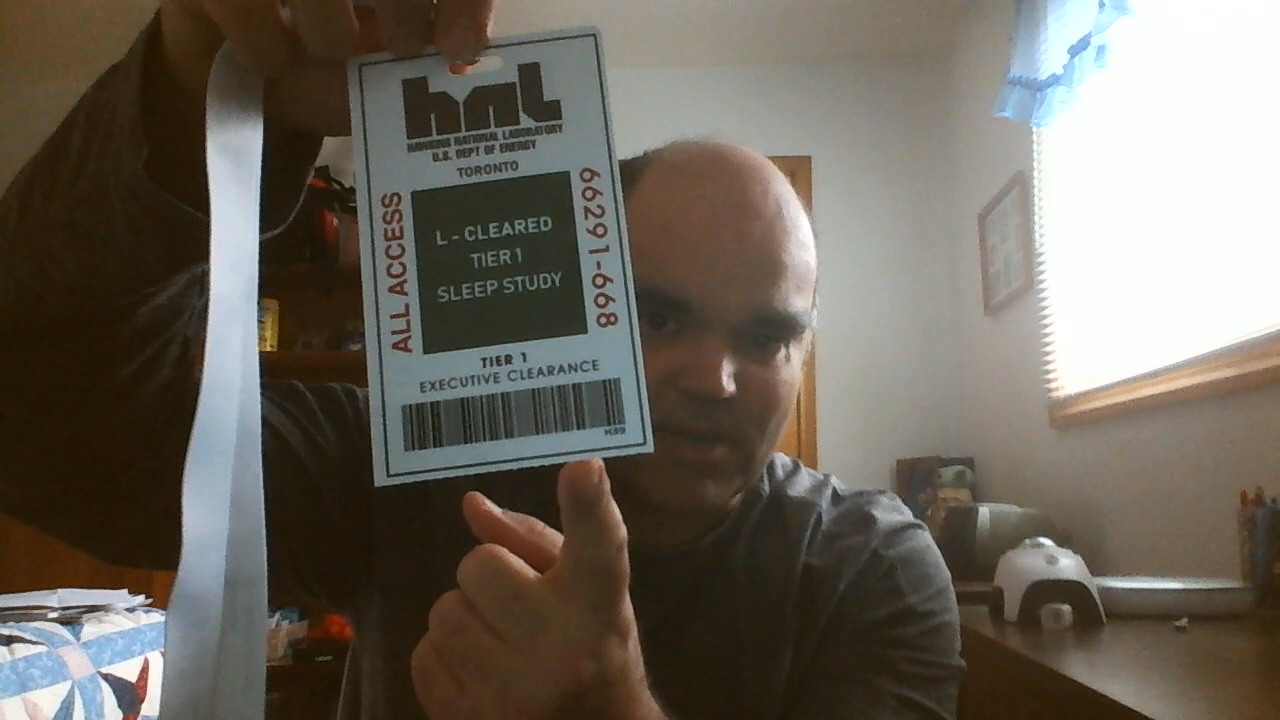 hnl
HAWKINS NATIONAL LABORATORY
U.S. DEPT OF ENERGY
TORONTO
ALL ACCESS
L-CLEARED
TIER 1
SLEEP STUDY
66291-668
TIER 1
EXECUTIVE CLEARANCE